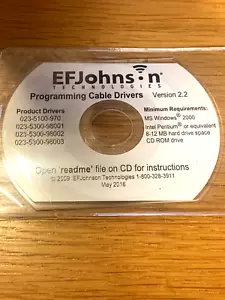 EFJohnson
TECHNOLOGIES
Programming Cable Drivers Version 2.2
Product Drivers
023-5100-970
023-5300-98001
023-5300-98002
023-5300-98003
Minimum Requirements:
MS Windows® 2000
Intel Pentium® or equivalent
8-12 MB hard drive space
CD ROM drive
Open 'readme' file on CD for instructions
© 2009 EFJohnson Technologies 1-800-328-3911
May 2016